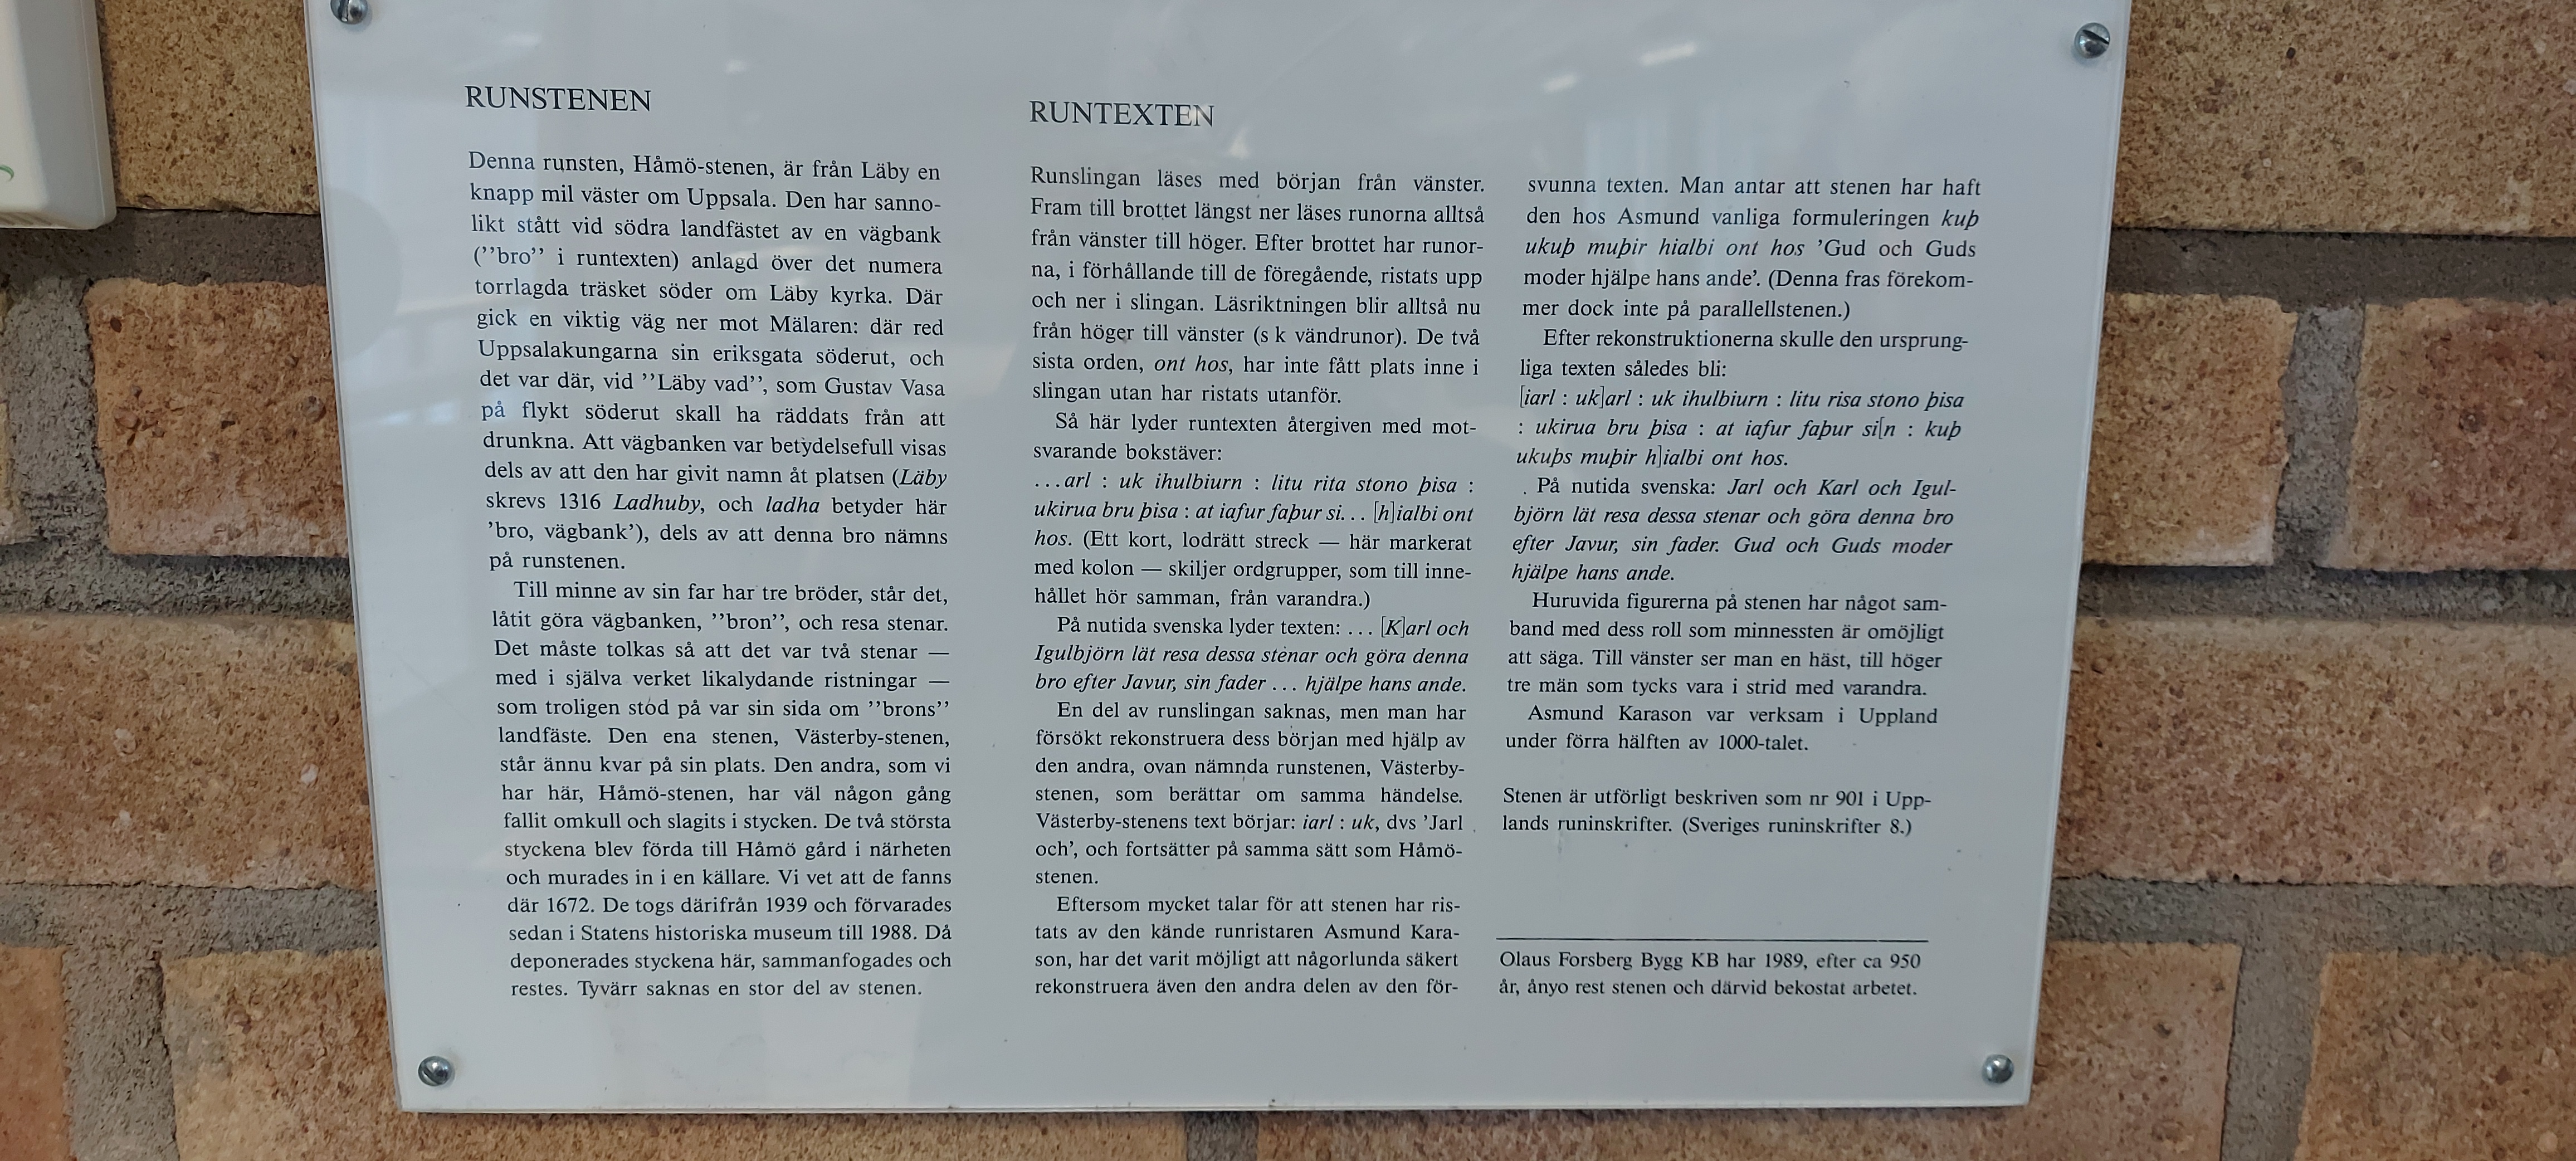 RUNSTENEN
Denna runsten, Håmö-stenen, är från Läby en
knapp mil väster om Uppsala. Den har sanno-
likt stått vid södra landfästet av en vägbank
(’’bro’’ i runtexten) anlagd över det numera
torrlagda träsket söder om Läby kyrka. Där
gick en viktig väg ner mot Mälaren: där red
Uppsalakungarna sin eriksgata söderut, och
det var där, vid ’’Läby vad’’, som Gustav Vasa
på flykt söderut skall ha räddats från att
drunkna. Att vägbanken var betydelsefull visas
dels av att den har givit namn åt platsen (Läby
skrevs 1316 Ladhuby, och ladha betyder här
’bro, vägbank’), dels av att denna bro nämns
på runstenen.
Till minne av sin far har tre bröder, står det,
låtit göra vägbanken, ’’bron’’, och resa stenar.
Det måste tolkas så att det var två stenar —
med i själva verket likalydande ristningar —
som troligen stod på var sin sida om ’’brons’’
landfäste. Den ena stenen, Västerby-stenen,
står ännu kvar på sin plats. Den andra, som vi
har här, Håmö-stenen, har väl någon gång
fallit omkull och slagits i stycken. De två största
styckena blev förda till Håmö gård i närheten
och murades in i en källare. Vi vet att de fanns
där 1672. De togs därifrån 1939 och förvarades
sedan i Statens historiska museum till 1988. Då
deponerades styckena här, sammanfogades och
restes. Tyvärr saknas en stor del av stenen.
RUNTEXTEN
Runslingan läses med början från vänster.
Fram till brottet längst ner läses runorna alltså
från vänster till höger. Efter brottet har runor-
na, i förhållande till de föregående, ristats upp
och ner i slingan. Läsriktningen blir alltså nu
från höger till vänster (s k vändrunor). De två
sista orden, ont hos, har inte fått plats inne i
slingan utan har ristats utanför.
Så här lyder runtexten återgiven med mot-
svarande bokstäver:
...arl : uk ihulbiurn : litu rita stono þisa :
ukirua bru þisa : at iafur faþur si... [h]ialbi ont
hos. (Ett kort, lodrätt streck — här markerat
med kolon — skiljer ordgrupper, som till inne-
hållet hör samman, från varandra.)
På nutida svenska lyder texten: ... [K]arl och
Igulbjörn lät resa dessa stenar och göra denna
bro efter Javur, sin fader ... hjälpe hans ande.
En del av runslingan saknas, men man har
försökt rekonstruera dess början med hjälp av
den andra, ovan nämnda runstenen, Västerby-
stenen, som berättar om samma händelse.
Västerby-stenens text börjar: iarl : uk, dvs ’Jarl
och’, och fortsätter på samma sätt som Håmö-
stenen.
Eftersom mycket talar för att stenen har ris-
tats av den kände runristaren Asmund Kara-
son, har det varit möjligt att någorlunda säkert
rekonstruera även den andra delen av den för-
svunna texten. Man antar att stenen har haft
den hos Asmund vanliga formuleringen kuþ
ukuþ muþir hialbi ont hos ’Gud och Guds
moder hjälpe hans ande’. (Denna fras förekom-
mer dock inte på parallellstenen.)
Efter rekonstruktionerna skulle den ursprung-
liga texten således bli:
[iarl : uk]arl : uk ihulbiurn : litu risa stono þisa
: ukirua bru þisa : at iafur faþur si[n : kuþ
ukuþs muþir h]ialbi ont hos.
På nutida svenska: Jarl och Karl och Igul-
björn lät resa dessa stenar och göra denna bro
efter Javur, sin fader. Gud och Guds moder
hjälpe hans ande.
Huruvida figurerna på stenen har något sam-
band med dess roll som minnessten är omöjligt
att säga. Till vänster ser man en häst, till höger
tre män som tycks vara i strid med varandra.
Asmund Karason var verksam i Uppland
under förra hälften av 1000-talet.
Stenen är utförligt beskriven som nr 901 i Upp-
lands runinskrifter. (Sveriges runinskrifter 8.)
Olaus Forsberg Bygg KB har 1989, efter ca 950
år, ånyo rest stenen och därvid bekostat arbetet.